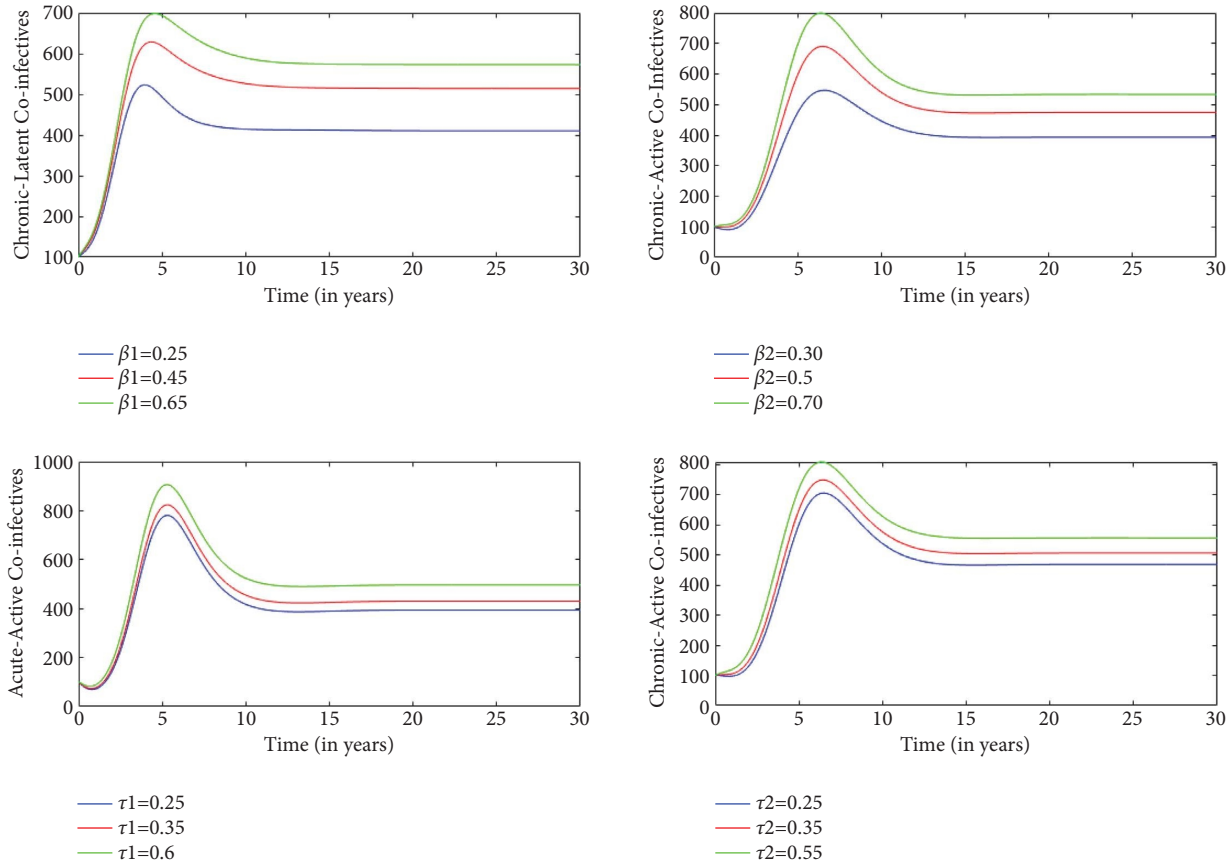 Chronic-Latent Co-infectives
700
600
500
400
300
200
100
0 5 10 15 20 25 30
Time (in years)
β1=0.25
β1=0.45
β1=0.65
Chronic-Active Co-Infectives
800
700
600
500
400
300
200
100
0
0 5 10 15 20 25 30
Time (in years)
β2=0.30
β2=0.5
β2=0.70
Acute-Active Co-infectives
1000
800
600
400
200
0
0 5 10 15 20 25 30
Time (in years)
τ1=0.25
τ1=0.35
τ1=0.6
Chronic-Active Co-infectives
800
700
600
500
400
300
200
100
0
0 5 10 15 20 25 30
Time (in years)
τ2=0.25
τ2=0.35
τ2=0.55